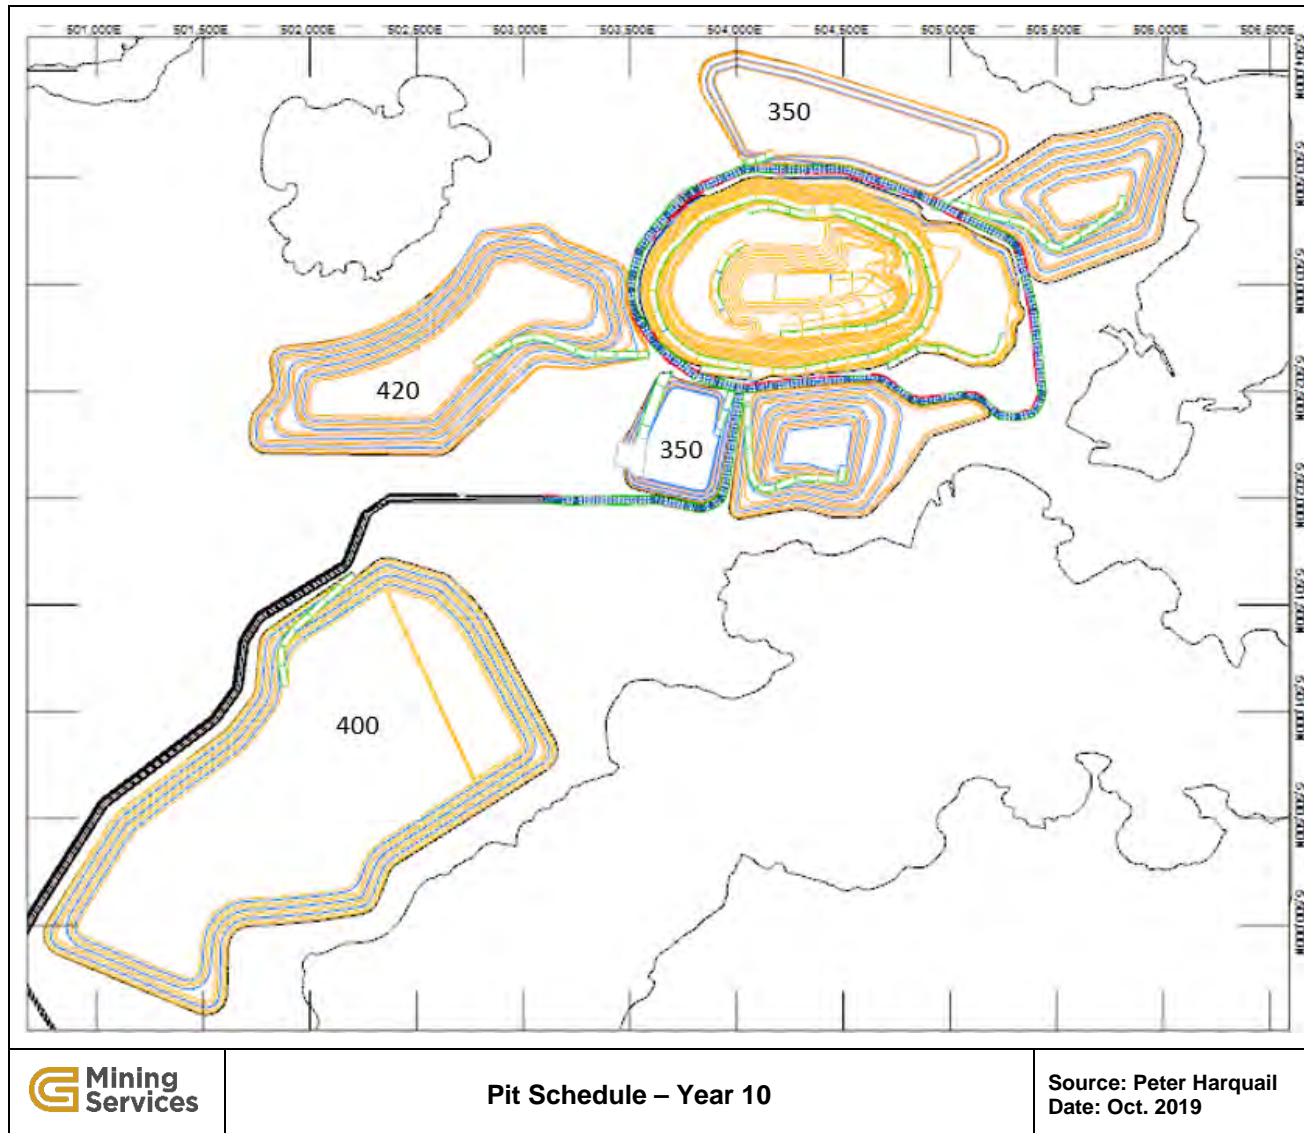 501,000E 501,500E 502,000E 502,500E 503,000E 503,500E 504,000E 504,500E 505,000E 505,500E 506,000E 506,500E
350
420
350
400
G Mining
Services
Pit Schedule – Year 10
Source: Peter Harquail
Date: Oct. 2019